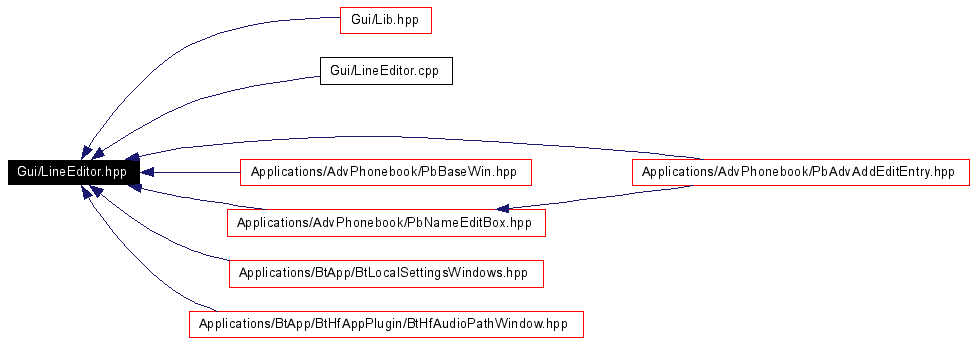 Gui/Lib.hpp
Gui/LineEditor.cpp
Gui/LineEditor.hpp
Applications/AdvPhonebook/PbBaseWin.hpp
Applications/AdvPhonebook/PbAdvAddEditEntry.hpp
Applications/AdvPhonebook/PbNameEditBox.hpp
Applications/BtApp/BtLocalSettingsWindows.hpp
Applications/BtApp/BtHfAppPlugin/BtHfAudioPathWindow.hpp